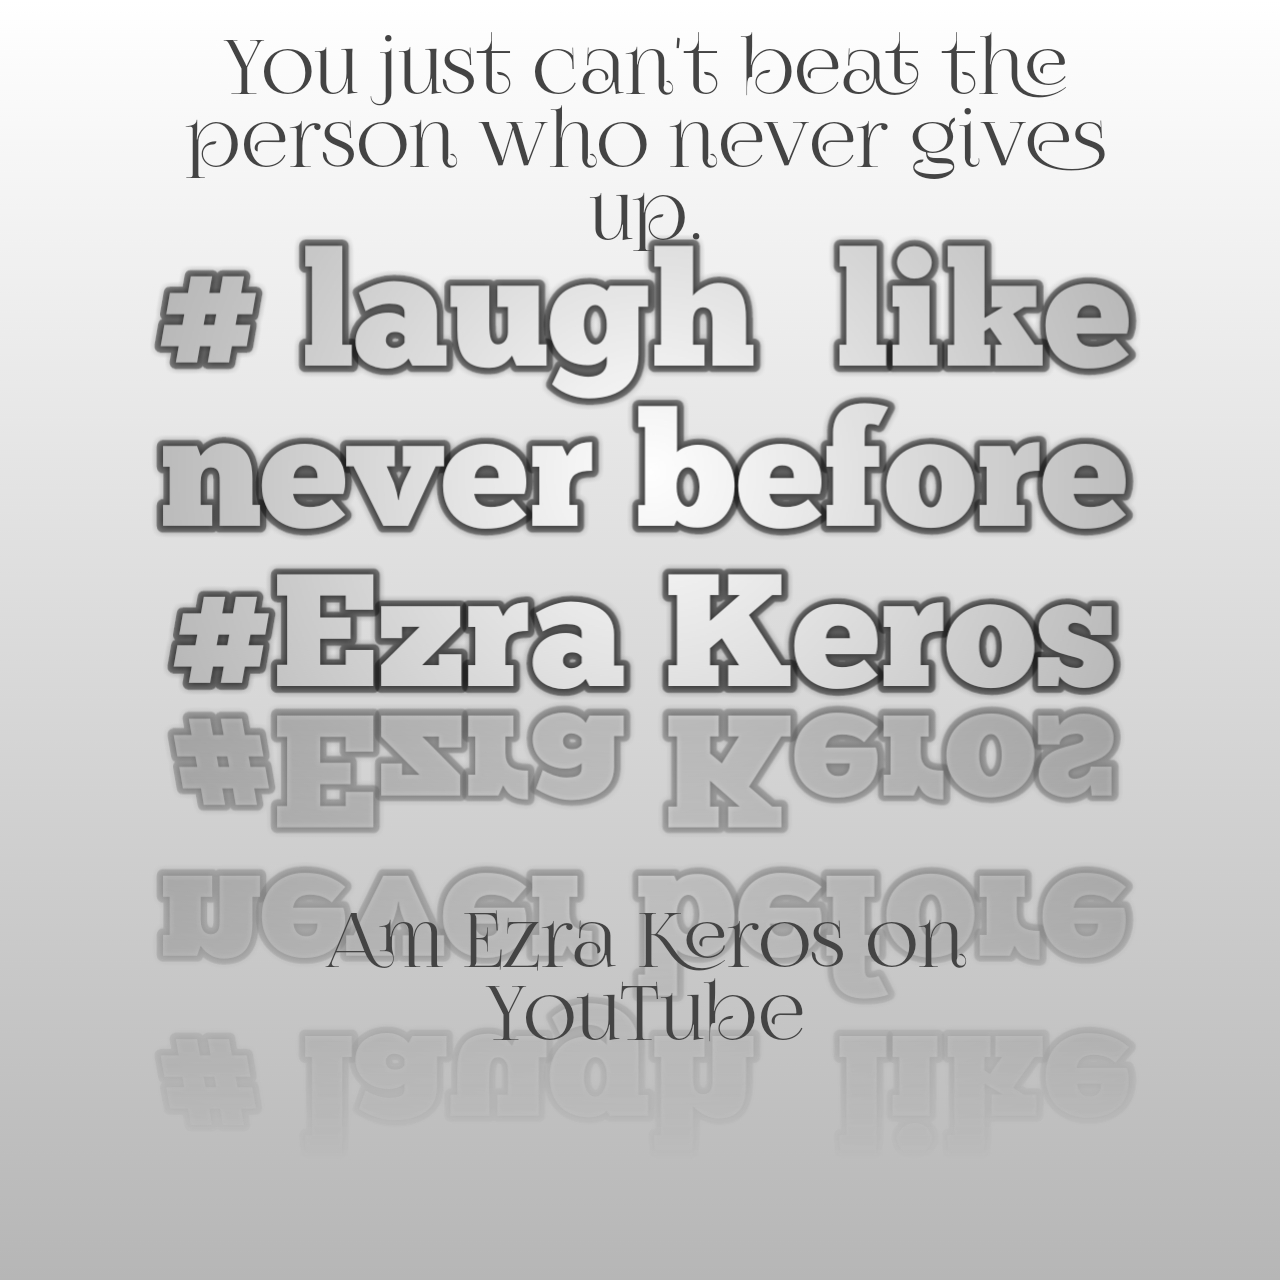 You just can't beat the
person who never gives
up.
# laugh like
never before
#Ezra Keros
Am Ezra Keros on
YouTube